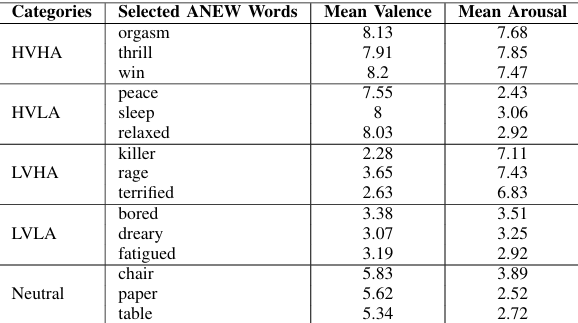 Categories Selected ANEW Words Mean Valence Mean Arousal
orgasm 8.13 7.68
HVHA thrill 7.91 7.85
win 8.2 7.47
peace 7.55 2.43
HVLA sleep 8 3.06
relaxed 8.03 2.92
killer 2.28 7.11
LVHA rage 3.65 7.43
terrified 2.63 6.83
bored 3.38 3.51
LVLA dreary 3.07 3.25
fatigued 3.19 2.92
chair 5.83 3.89
Neutral paper 5.62 2.52
table 5.34 2.72